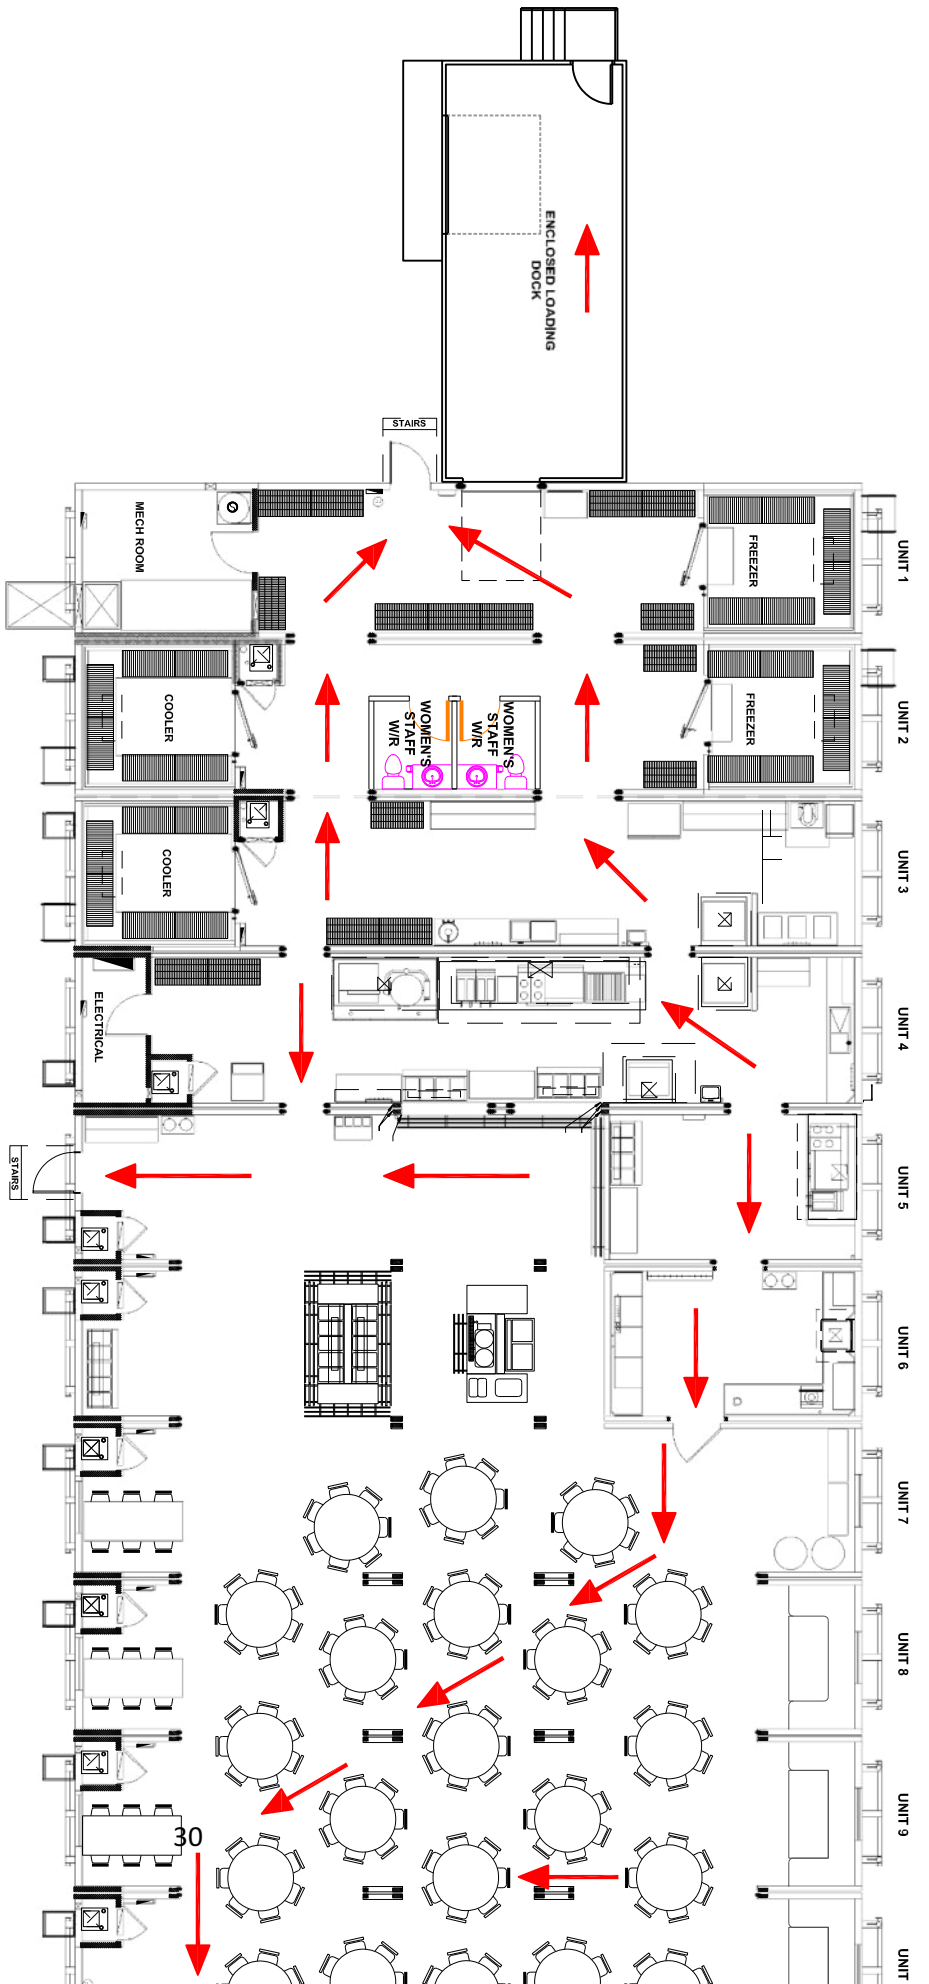 ENCLOSED LOADING
DOCK
STAIRS
MECH ROOM
FREEZER
UNIT 1
COOLER
WOMEN'S
STAFF
W/R
WOMEN'S
STAFF
W/R
FREEZER
UNIT 2
COOLER
UNIT 3
ELECTRICAL
UNIT 4
STAIRS
UNIT 5
UNIT 6
UNIT 7
UNIT 8
UNIT 9
30
UNIT